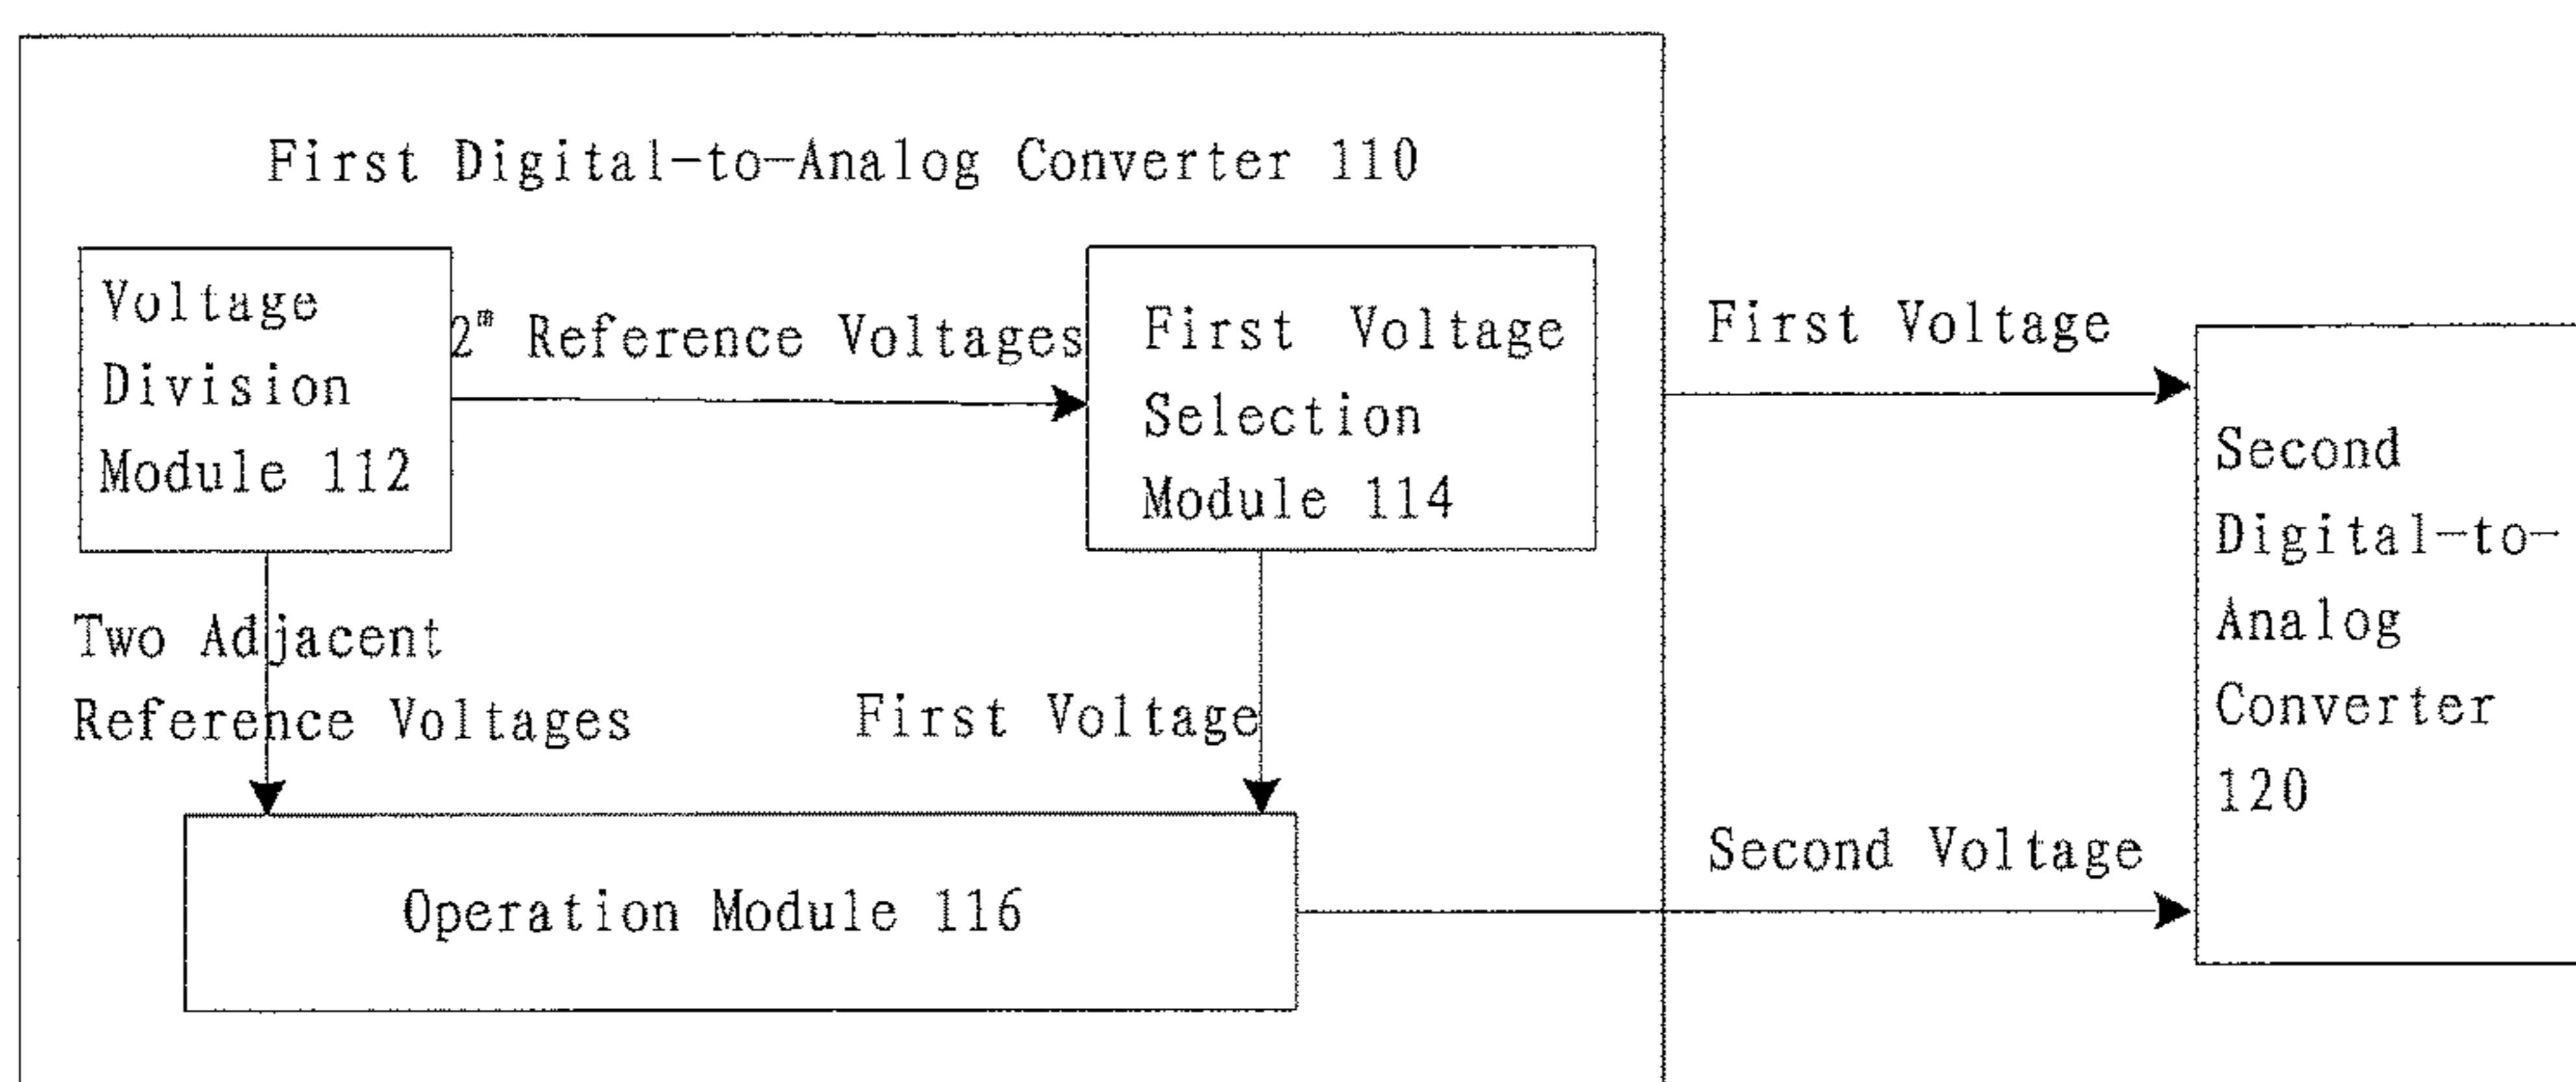 First Digital-to-Analog Converter 110
Voltage
Division
Module 112
2ᵐ Reference Voltages
First Voltage
Selection
Module 114
First Voltage
Two Adjacent
Reference Voltages
First Voltage
Operation Module 116
Second Voltage
Second
Digital-to-
Analog
Converter
120